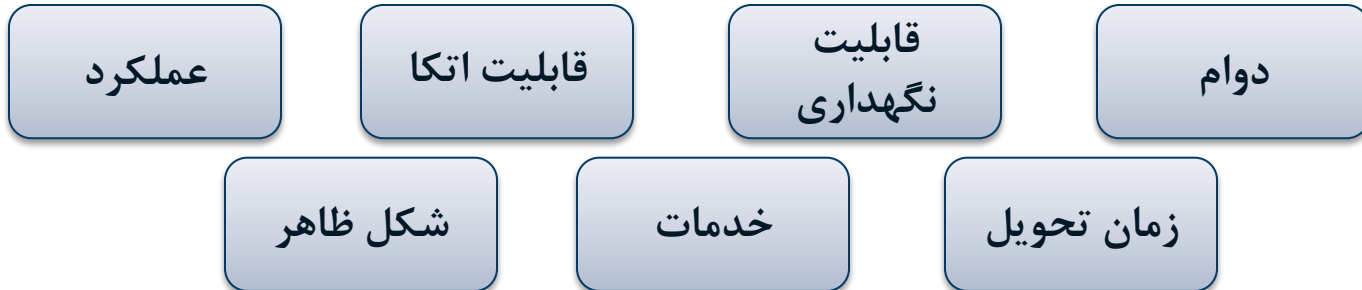 دوام
قابلیت
نگهداری
قابلیت اتکا
عملکرد
زمان تحویل
خدمات
شکل ظاهر